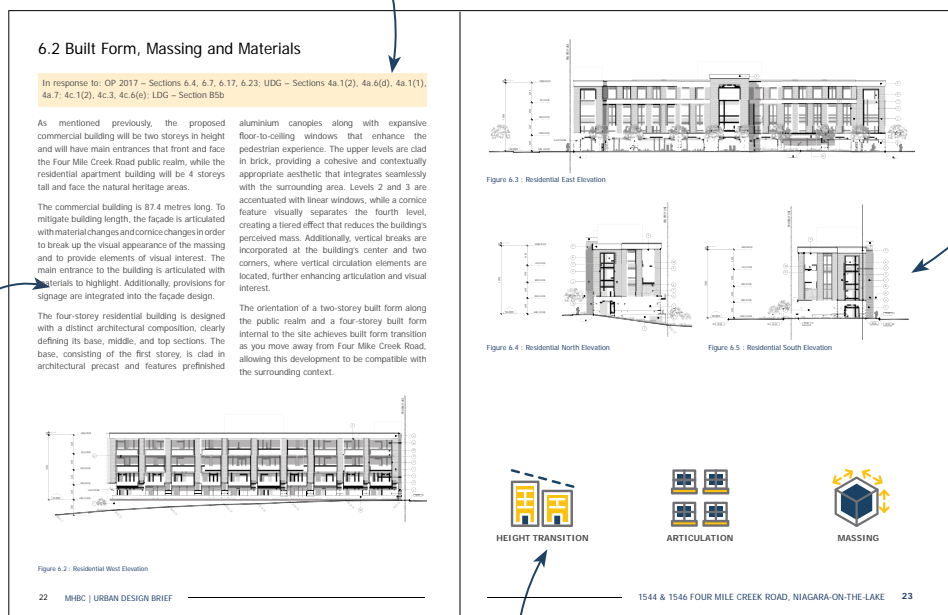 6.2 Built Form, Massing and Materials
In response to: OP 2017 – Sections 6.4, 6.7, 6.17, 6.23; UDG – Sections 4a.1(2), 4a.6(d), 4a.1(1),
4a.7; 4c.1(2), 4c.3, 4c.6(e); LDG – Section B5b
As mentioned previously, the proposed
commercial building will be two storeys in height
and will have main entrances that front and face
the Four Mile Creek Road public realm, while the
residential apartment building will be 4 storeys
tall and face the natural heritage areas.
The commercial building is 87.4 metres long. To
mitigate building length, the façade is articulated
with material changes and cornice changes in order
to break up the visual appearance of the massing
and to provide elements of visual interest. The
main entrance to the building is articulated with
materials to highlight. Additionally, provisions for
signage are integrated into the façade design.
The four-storey residential building is designed
with a distinct architectural composition, clearly
defining its base, middle, and top sections. The
base, consisting of the first storey, is clad in
architectural precast and features prefinished
aluminium canopies along with expansive
floor-to-ceiling windows that enhance the
pedestrian experience. The upper levels are clad
in brick, providing a cohesive and contextually
appropriate aesthetic that integrates seamlessly
with the surrounding area. Levels 2 and 3 are
accentuated with linear windows, while a cornice
feature visually separates the fourth level,
creating a tiered effect that reduces the building's
perceived mass. Additionally, vertical breaks are
incorporated at the building's center and two
corners, where vertical circulation elements are
located, further enhancing articulation and visual
interest.
The orientation of a two-storey built form along
the public realm and a four-storey built form
internal to the site achieves built form transition
as you move away from Four Mike Creek Road,
allowing this development to be compatible with
the surrounding context.
Figure 6.2 : Residential West Elevation
22 MHBC | URBAN DESIGN BRIEF
Figure 6.3 : Residential East Elevation
Figure 6.4 : Residential North Elevation
Figure 6.5 : Residential South Elevation
HEIGHT TRANSITION
ARTICULATION
MASSING
1544 & 1546 FOUR MILE CREEK ROAD, NIAGARA-ON-THE-LAKE 23